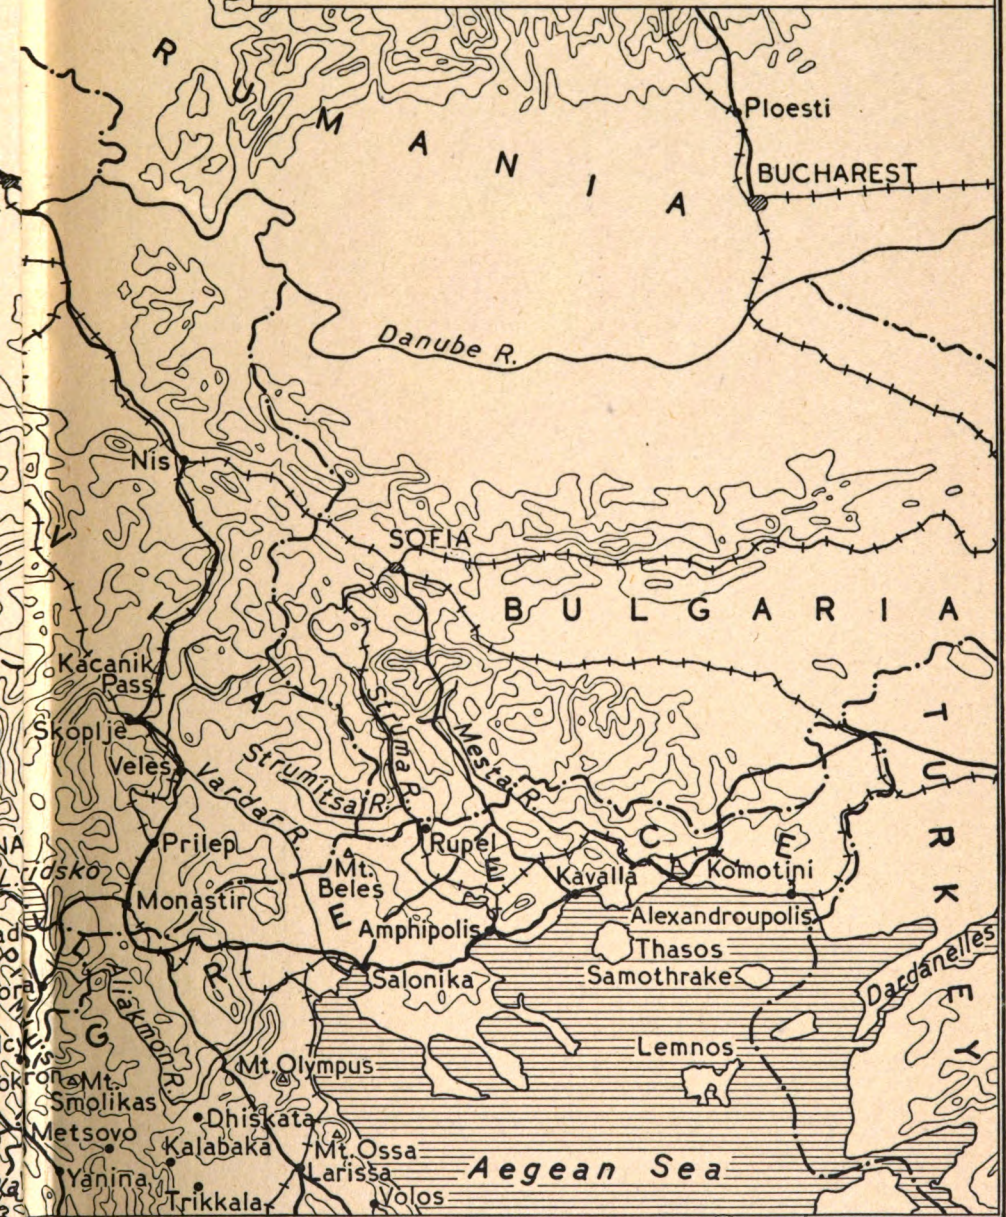 RUMANIA
Ploesti
BUCHAREST
Danube R.
Nis
SOFIA
BULGARIA
V
I
A
Kacanik
Pass
Skoplje
Veles
Struma R.
Mesta R.
Strumitsa R.
Vardar R.
TURKEY
Prilep
Rupel
Mt.
Beles
Kavalla
Komotini
Monastir
Amphipolis
Alexandroupolis
Thasos
Salonika
Samothrake
Dardanelles
GREECE
Aliakmon R.
Lemnos
Mt. Olympus
Mt.
Smolikas
Dhiskata
Metsovo
Kalabaka
Mt. Ossa
Larissa
Yanina
Trikkala
Volos
Aegean Sea